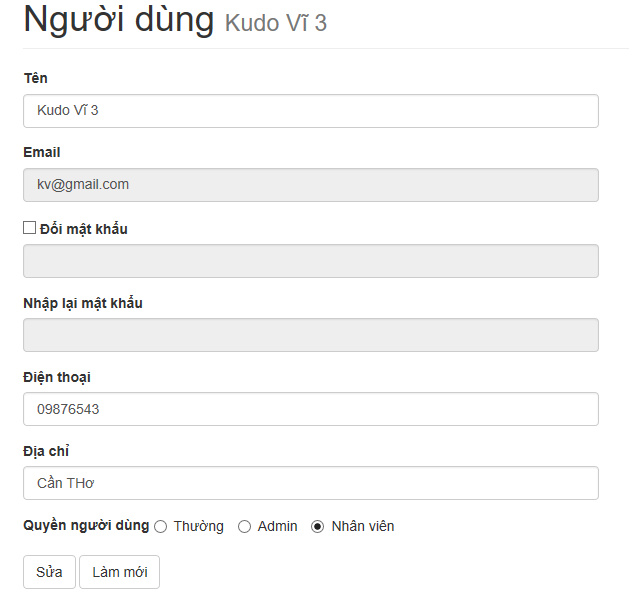 Người dùng Kudo Vĩ 3
Tên
Kudo Vĩ 3
Email
kv@gmail.com
Đổi mật khẩu
Nhập lại mật khẩu
Điện thoại
09876543
Địa chỉ
Cần THơ
Quyền người dùng Thường Admin Nhân viên
Sửa Làm mới